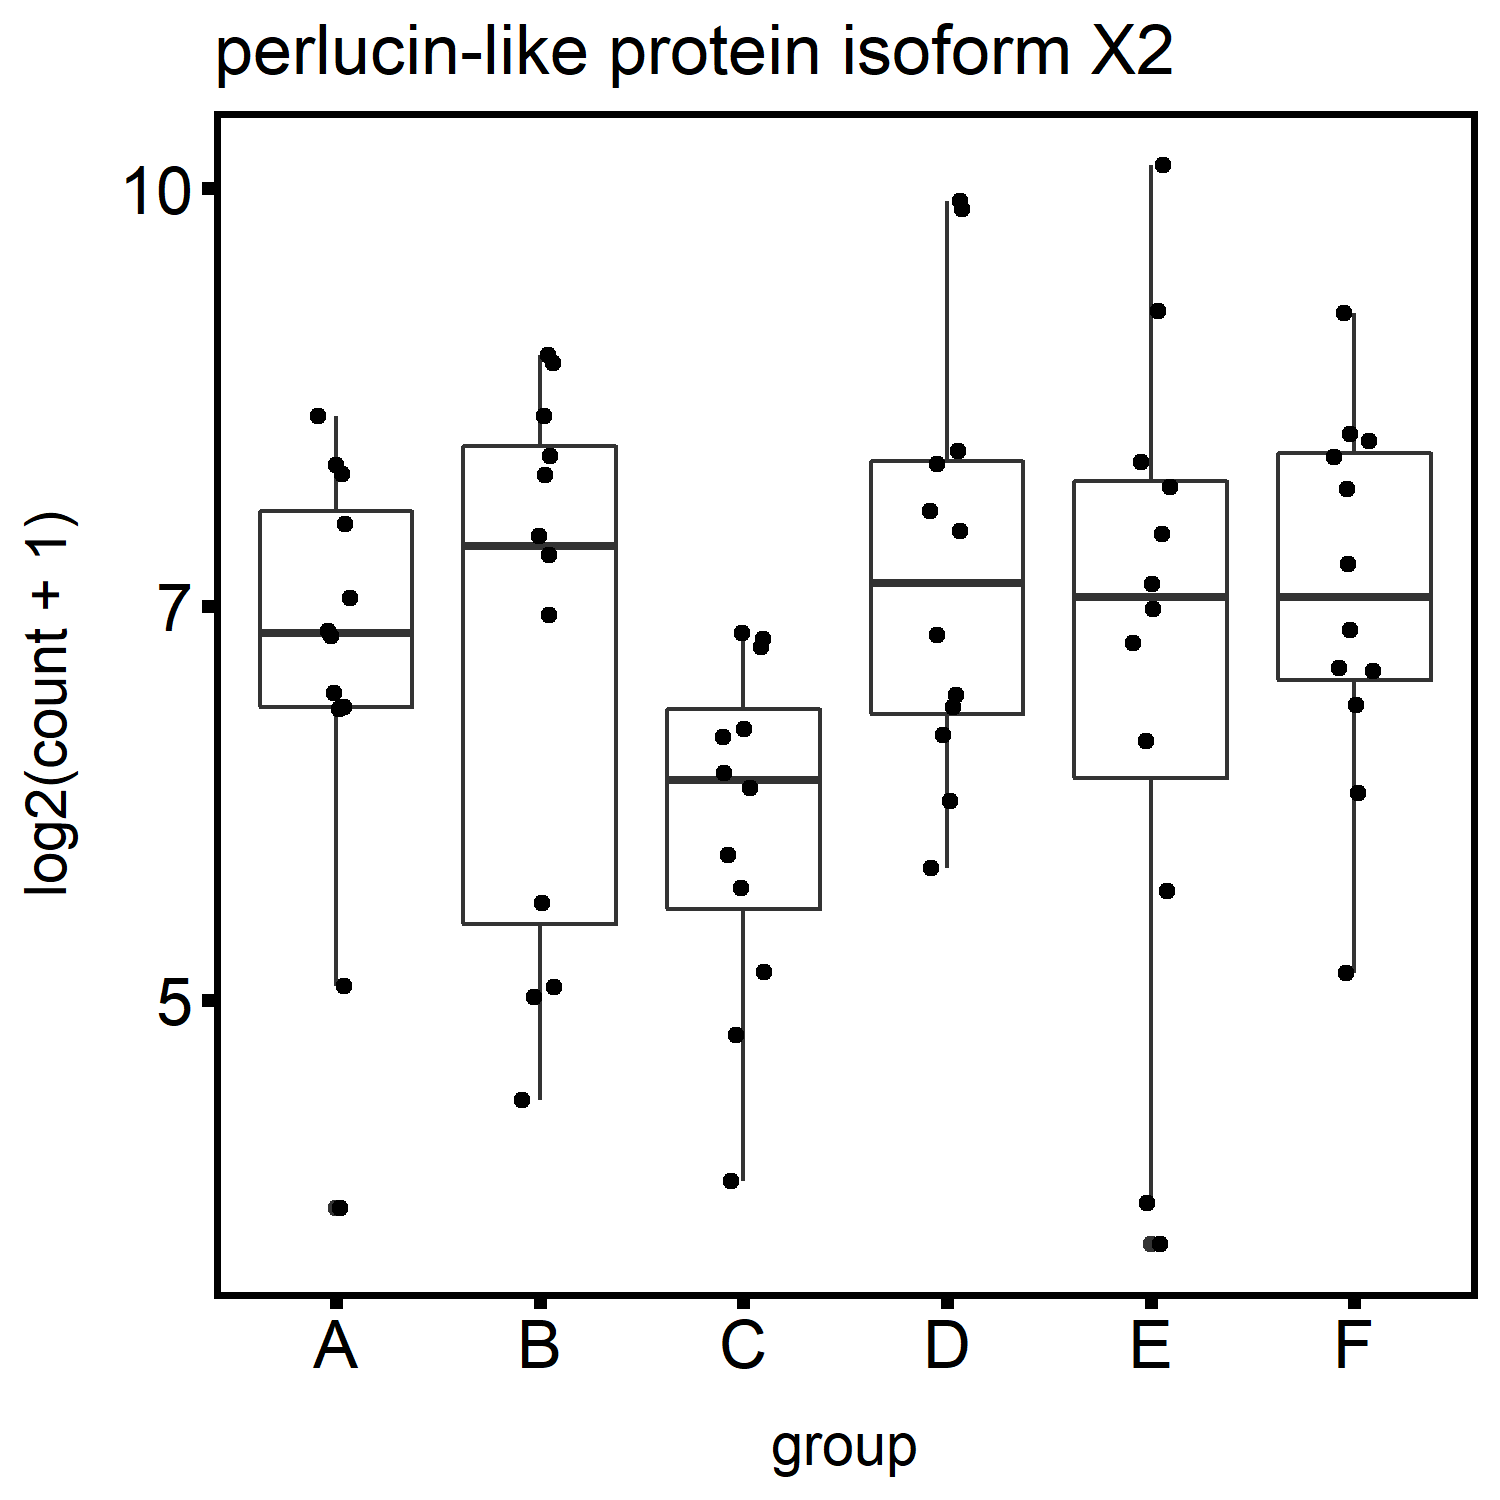 perlucin-like protein isoform X2
10
7
5
log2(count + 1)
A B C D E F
group